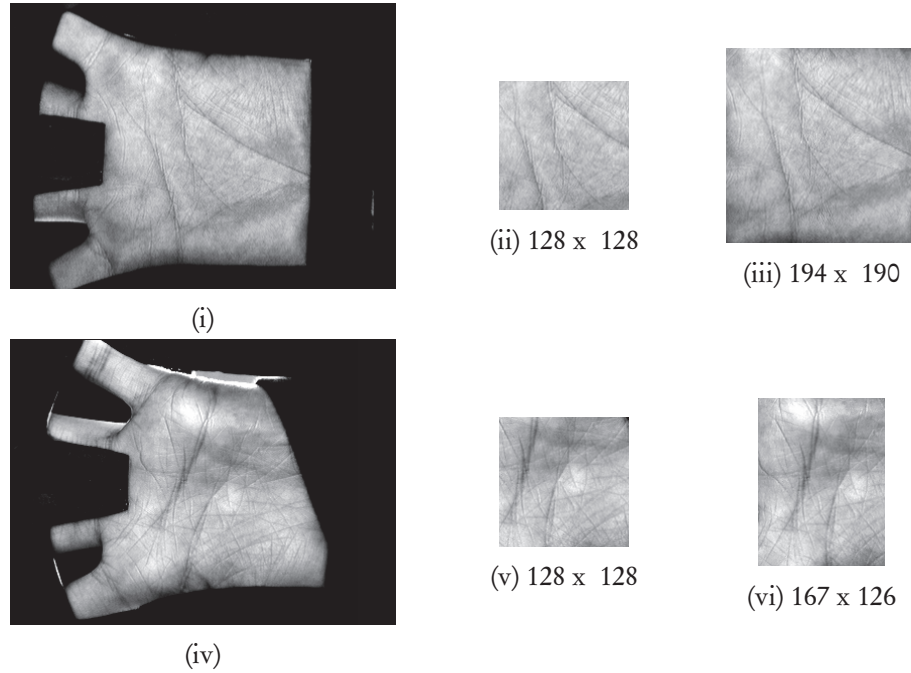 (ii) 128 x 128
(iii) 194 x 190
(i)
(v) 128 x 128
(vi) 167 x 126
(iv)